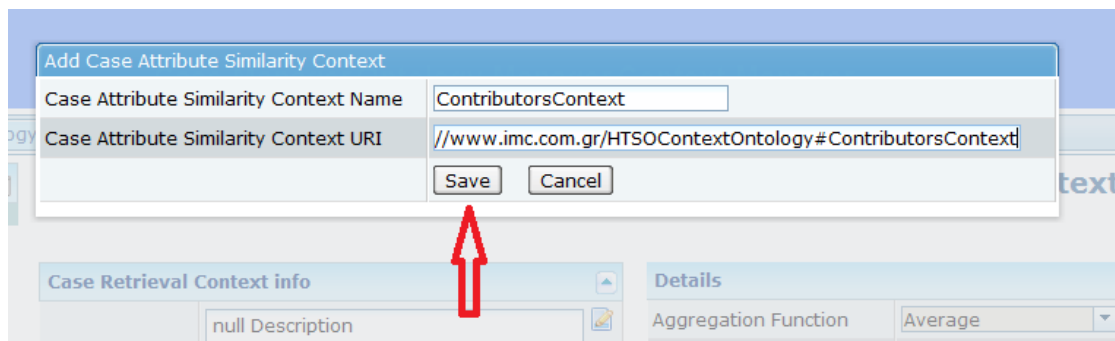 Add Case Attribute Similarity Context
Case Attribute Similarity Context Name ContributorsContext
Case Attribute Similarity Context URI //www.imc.com.gr/HTSOContextOntology#ContributorsContext
Save Cancel
text
Case Retrieval Context info Details
null Description Aggregation Function Average